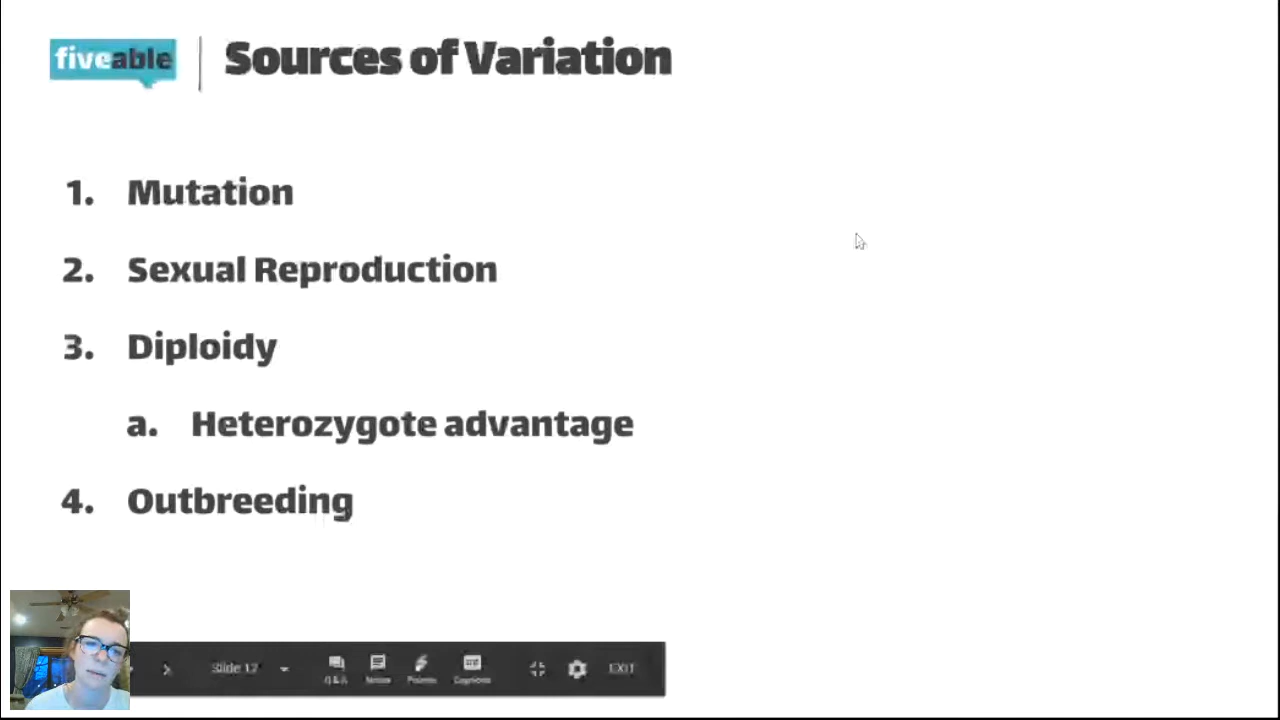 fiveable
Sources of Variation
1. Mutation
2. Sexual Reproduction
3. Diploidy
a. Heterozygote advantage
4. Outbreeding
Slide 17
Q & A
Notes
Pointer
Captions
EXIT